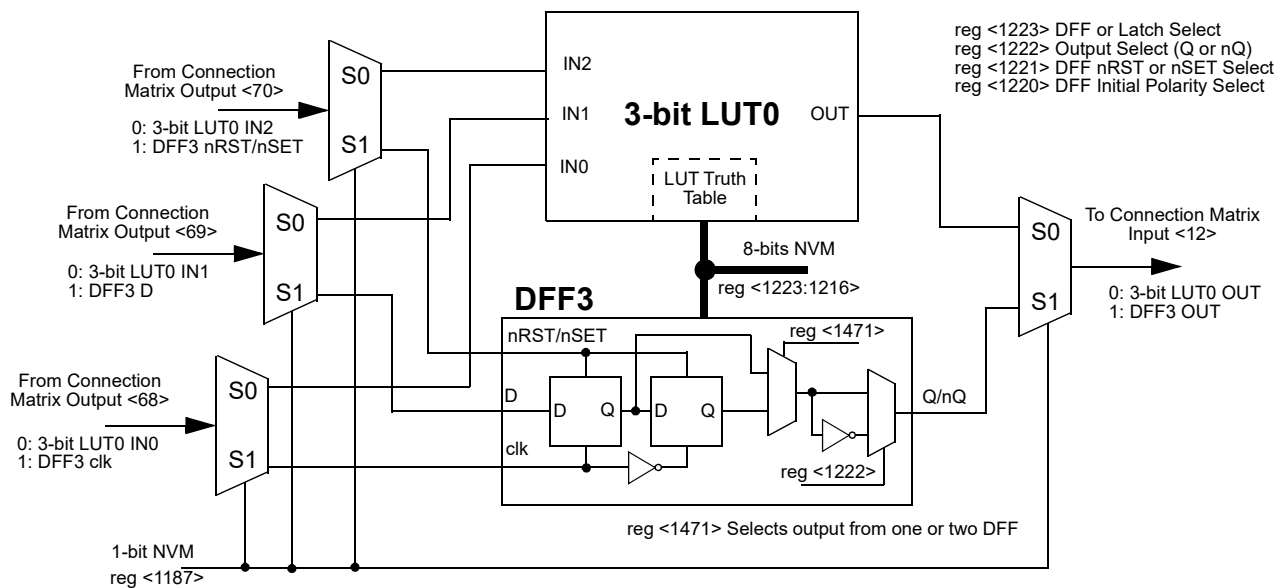 reg <1223> DFF or Latch Select
reg <1222> Output Select (Q or nQ)
reg <1221> DFF nRST or nSET Select
reg <1220> DFF Initial Polarity Select
From Connection
Matrix Output <70>
0: 3-bit LUT0 IN2
1: DFF3 nRST/nSET
S0
S1
From Connection
Matrix Output <69>
0: 3-bit LUT0 IN1
1: DFF3 D
S0
S1
From Connection
Matrix Output <68>
0: 3-bit LUT0 IN0
1: DFF3 clk
S0
S1
IN2
IN1
IN0
3-bit LUT0
OUT
LUT Truth
Table
8-bits NVM
reg <1223:1216>
DFF3
nRST/nSET
D
clk
D
Q
D
Q
reg <1471>
reg <1222>
Q/nQ
S0
S1
To Connection Matrix
Input <12>
0: 3-bit LUT0 OUT
1: DFF3 OUT
reg <1471> Selects output from one or two DFF
1-bit NVM
reg <1187>